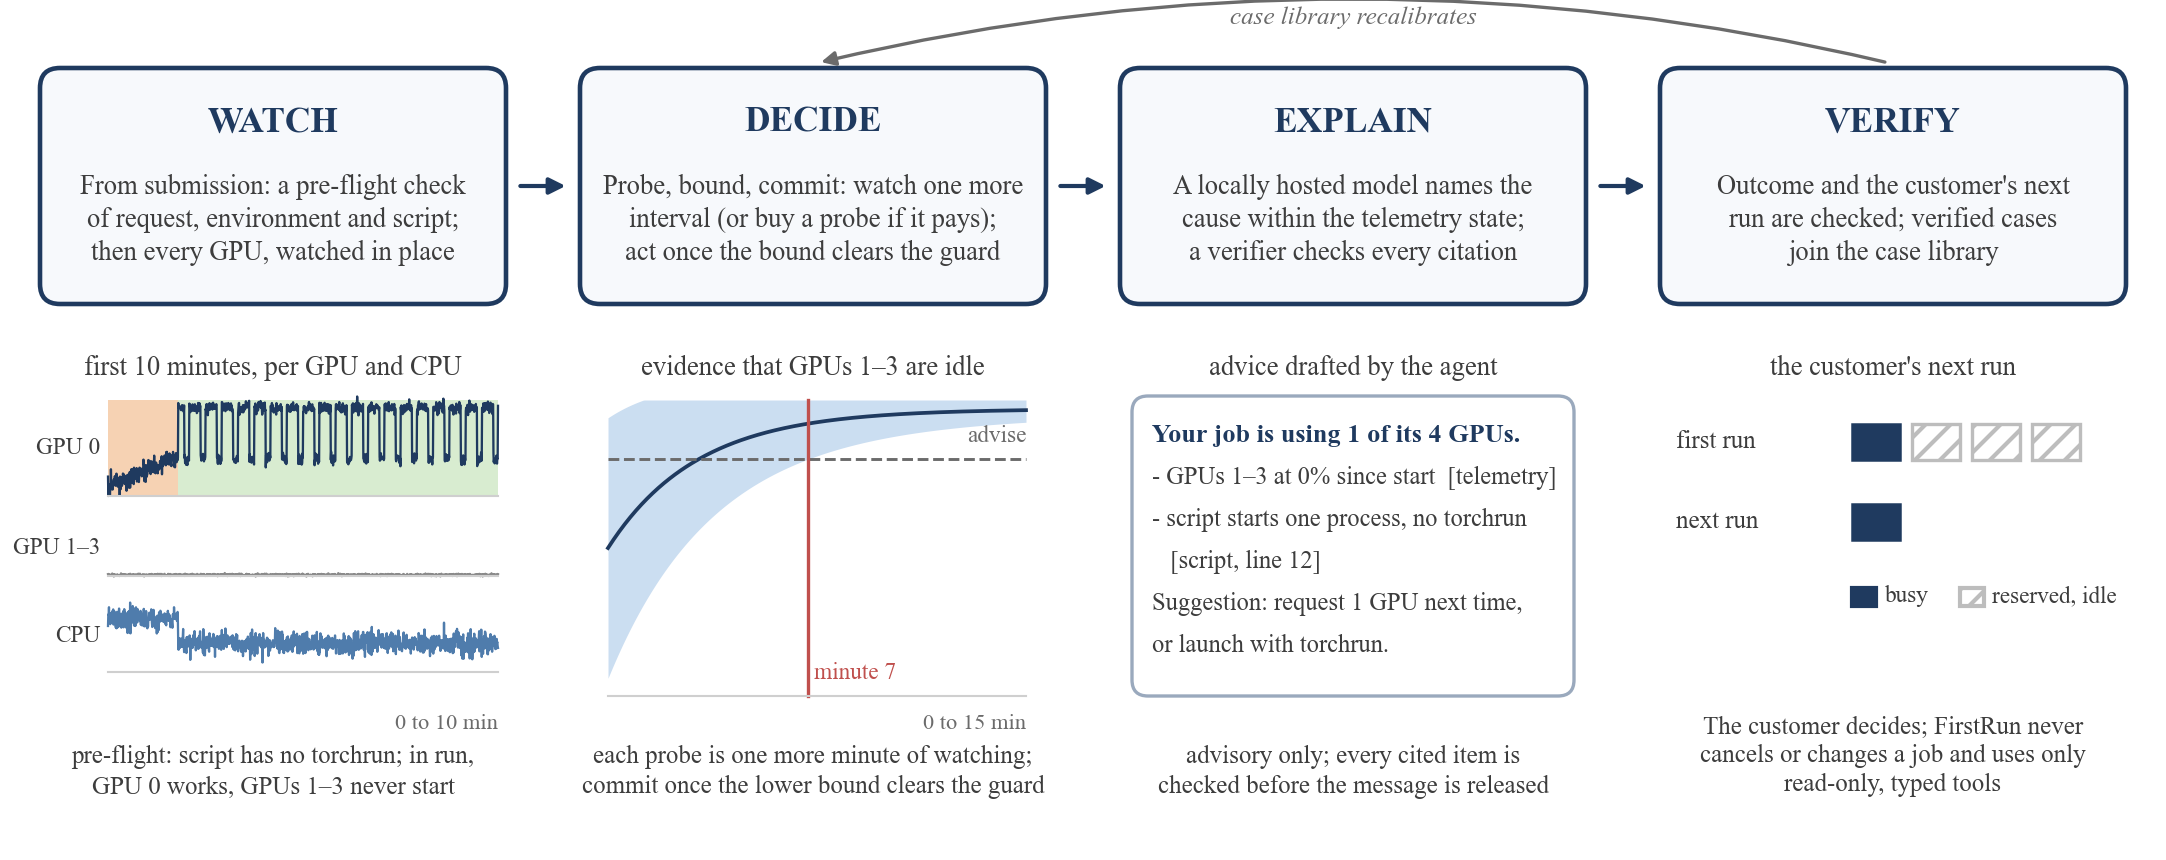 case library recalibrates
WATCH
From submission: a pre-flight check
of request, environment and script;
then every GPU, watched in place
DECIDE
Probe, bound, commit: watch one more
interval (or buy a probe if it pays);
act once the bound clears the guard
EXPLAIN
A locally hosted model names the
cause within the telemetry state;
a verifier checks every citation
VERIFY
Outcome and the customer's next
run are checked; verified cases
join the case library
first 10 minutes, per GPU and CPU
GPU 0
GPU 1–3
CPU
0 to 10 min
pre-flight: script has no torchrun; in run,
GPU 0 works, GPUs 1–3 never start
evidence that GPUs 1–3 are idle
advise
minute 7
0 to 15 min
each probe is one more minute of watching;
commit once the lower bound clears the guard
advice drafted by the agent
Your job is using 1 of its 4 GPUs.
- GPUs 1–3 at 0% since start [telemetry]
- script starts one process, no torchrun
[script, line 12]
Suggestion: request 1 GPU next time,
or launch with torchrun.
advisory only; every cited item is
checked before the message is released
the customer's next run
first run
next run
busy
reserved, idle
The customer decides; FirstRun never
cancels or changes a job and uses only
read-only, typed tools